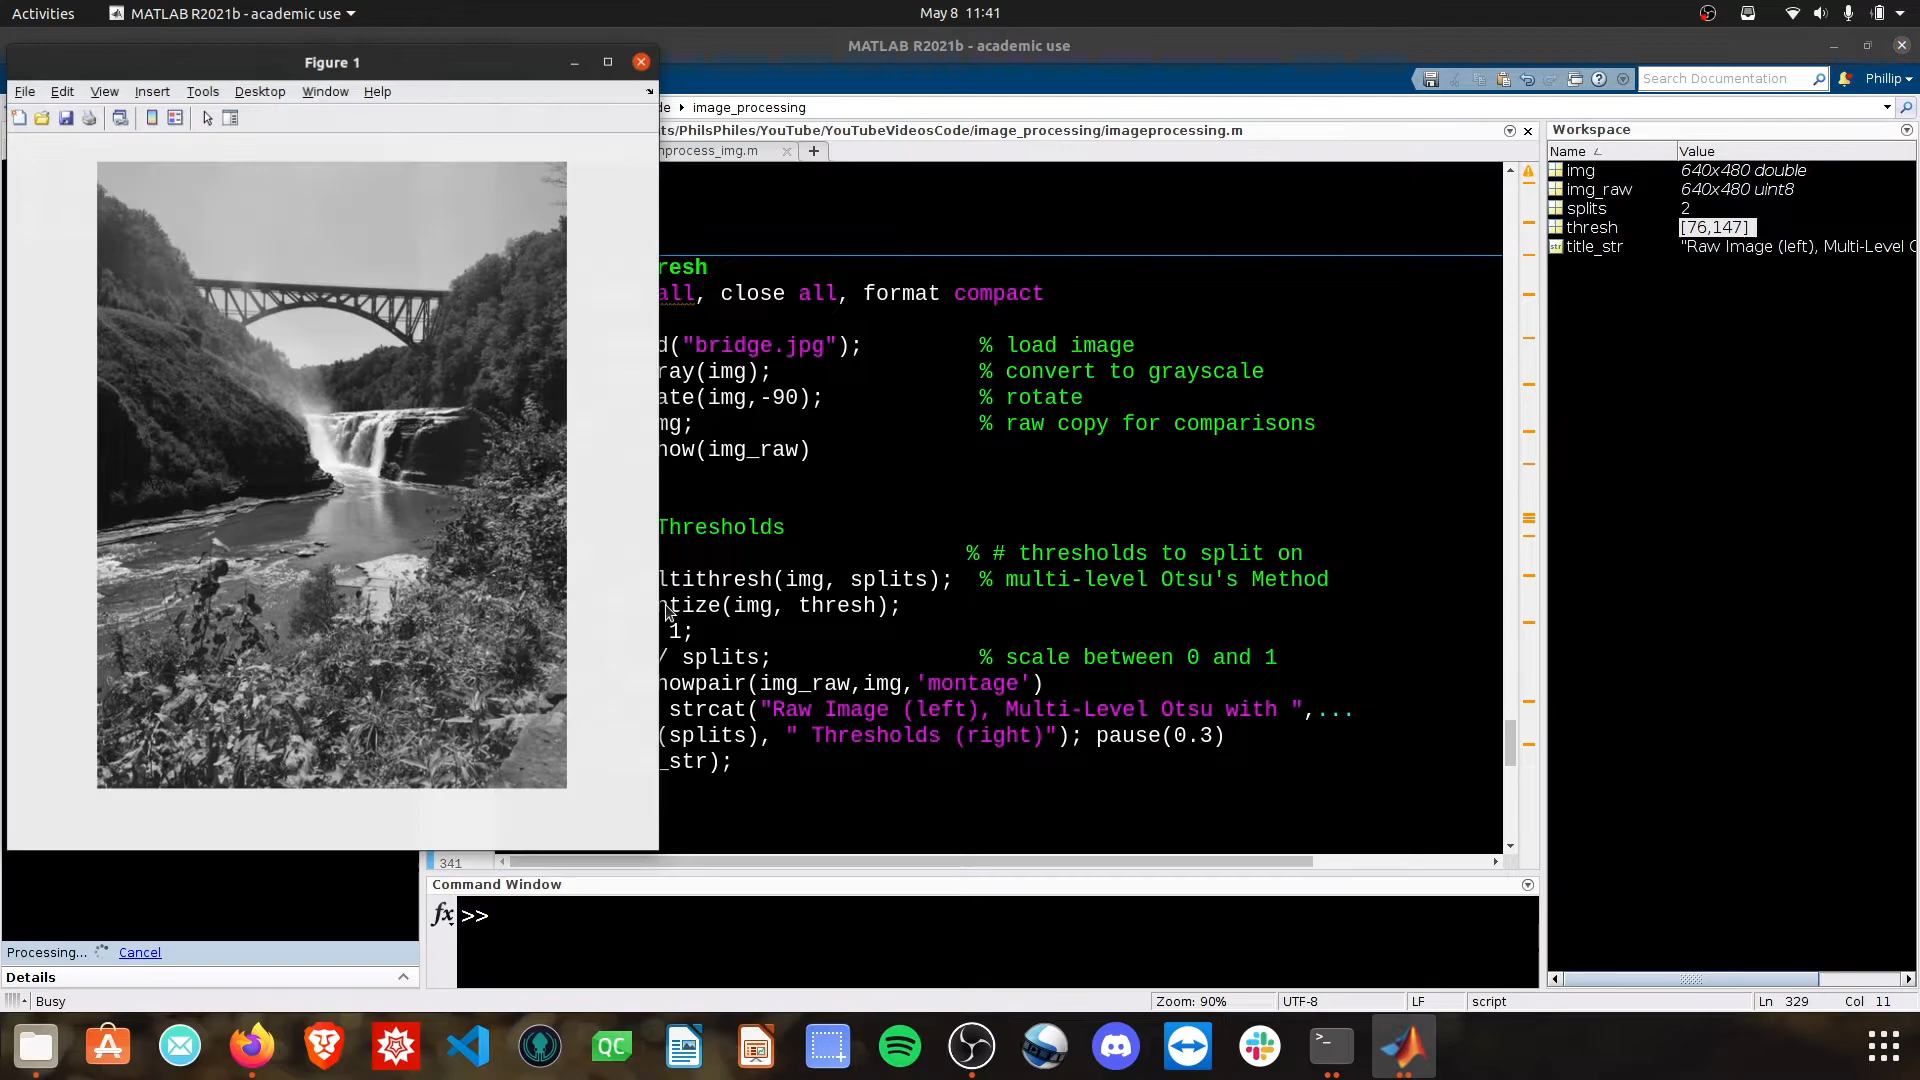 Activities
MATLAB R2021b - academic use
May 8 11:41
MATLAB R2021b - academic use
Figure 1
File Edit View Insert Tools Desktop Window Help
Search Documentation
Phillip
de image_processing
ts/PhilsPhiles/YouTube/YouTubeVideosCode/image_processing/imageprocessing.m
nprocess_img.m
+
resh
all, close all, format compact
d("bridge.jpg"); % load image
ray(img); % convert to grayscale
ate(img,-90); % rotate
mg; % raw copy for comparisons
how(img_raw)
Thresholds
% # thresholds to split on
ltithresh(img, splits); % multi-level Otsu's Method
ntize(img, thresh);
1;
/ splits; % scale between 0 and 1
howpair(img_raw,img,'montage')
strcat("Raw Image (left), Multi-Level Otsu with ",...
(splits), " Thresholds (right)"); pause(0.3)
_str);
341
Workspace
Name Value
img 640x480 double
img_raw 640x480 uint8
splits 2
thresh [76,147]
str title_str "Raw Image (left), Multi-Level O
Command Window
fx >>
Processing... Cancel
Details
Busy
Zoom: 90% UTF-8 LF script Ln 329 Col 11
QC
>_